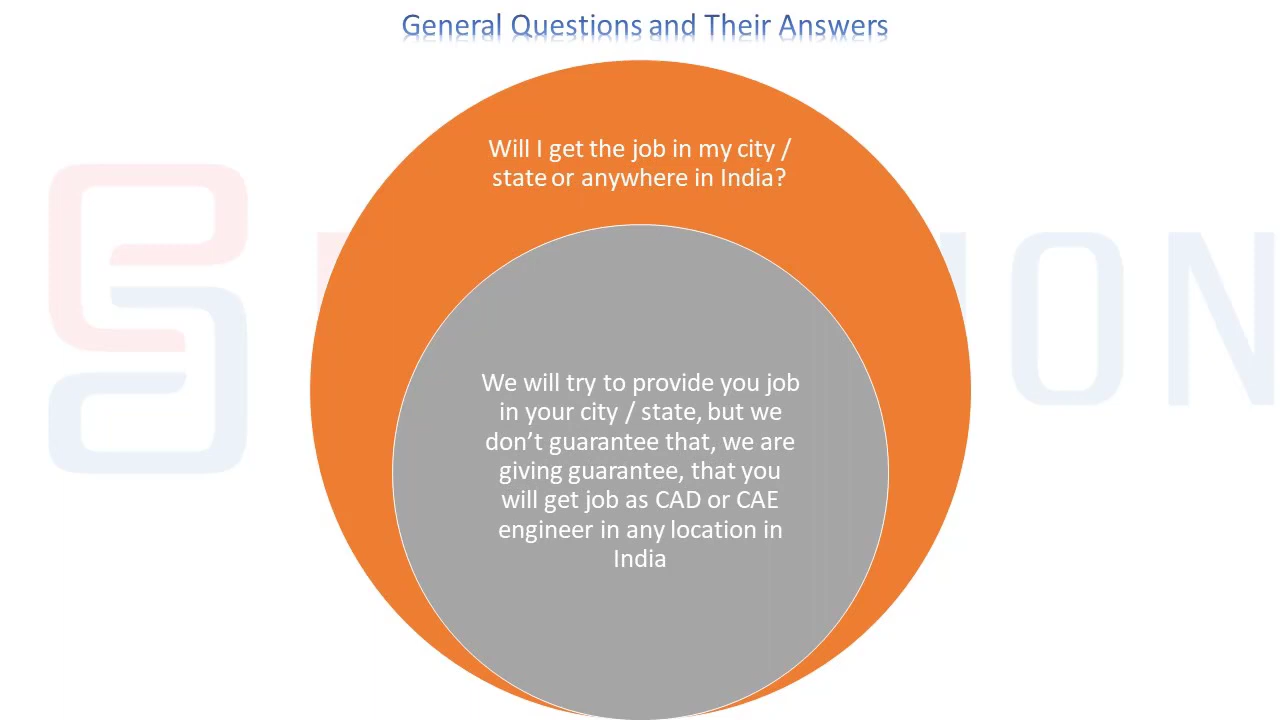 General Questions and Their Answers
Will I get the job in my city /
state or anywhere in India?
We will try to provide you job
in your city / state, but we
don’t guarantee that, we are
giving guarantee, that you
will get job as CAD or CAE
engineer in any location in
India